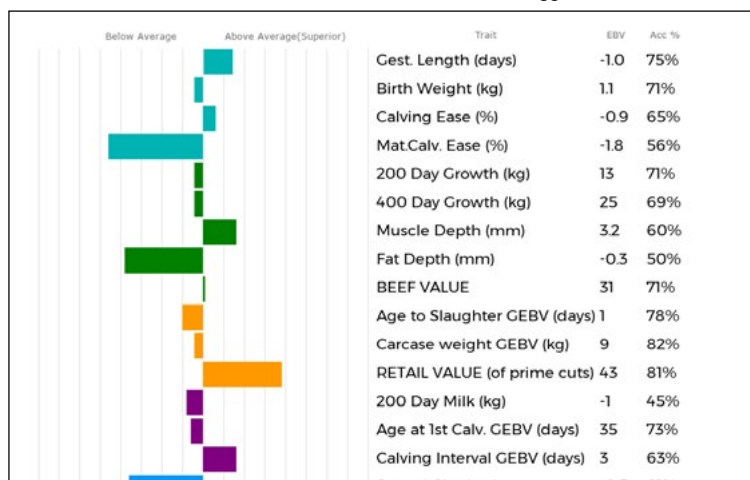 Below Average Above Average(Superior) Trait EBV Acc %
Gest. Length (days) -1.0 75%
Birth Weight (kg) 1.1 71%
Calving Ease (%) -0.9 65%
Mat.Calv. Ease (%) -1.8 56%
200 Day Growth (kg) 13 71%
400 Day Growth (kg) 25 69%
Muscle Depth (mm) 3.2 60%
Fat Depth (mm) -0.3 50%
BEEF VALUE 31 71%
Age to Slaughter GEBV (days) 1 78%
Carcase weight GEBV (kg) 9 82%
RETAIL VALUE (of prime cuts) 43 81%
200 Day Milk (kg) -1 45%
Age at 1st Calv. GEBV (days) 35 73%
Calving Interval GEBV (days) 3 63%